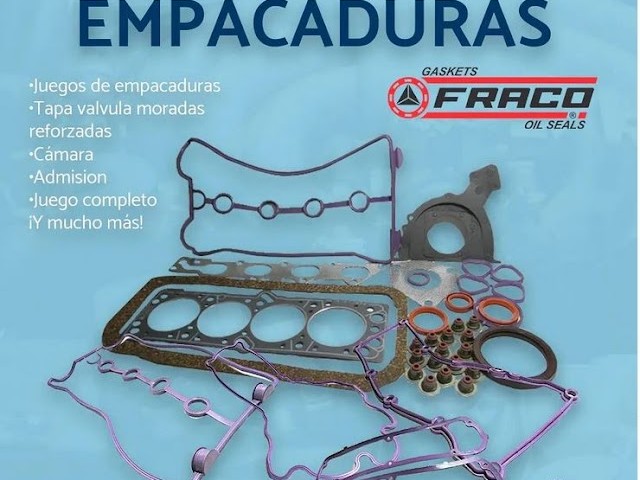 EMPACADURAS
•Juegos de empacaduras
•Tapa valvula moradas
reforzadas
•Cámara
•Admision
•Juego completo
¡Y mucho más!
GASKETS
FRACO
®
OIL SEALS